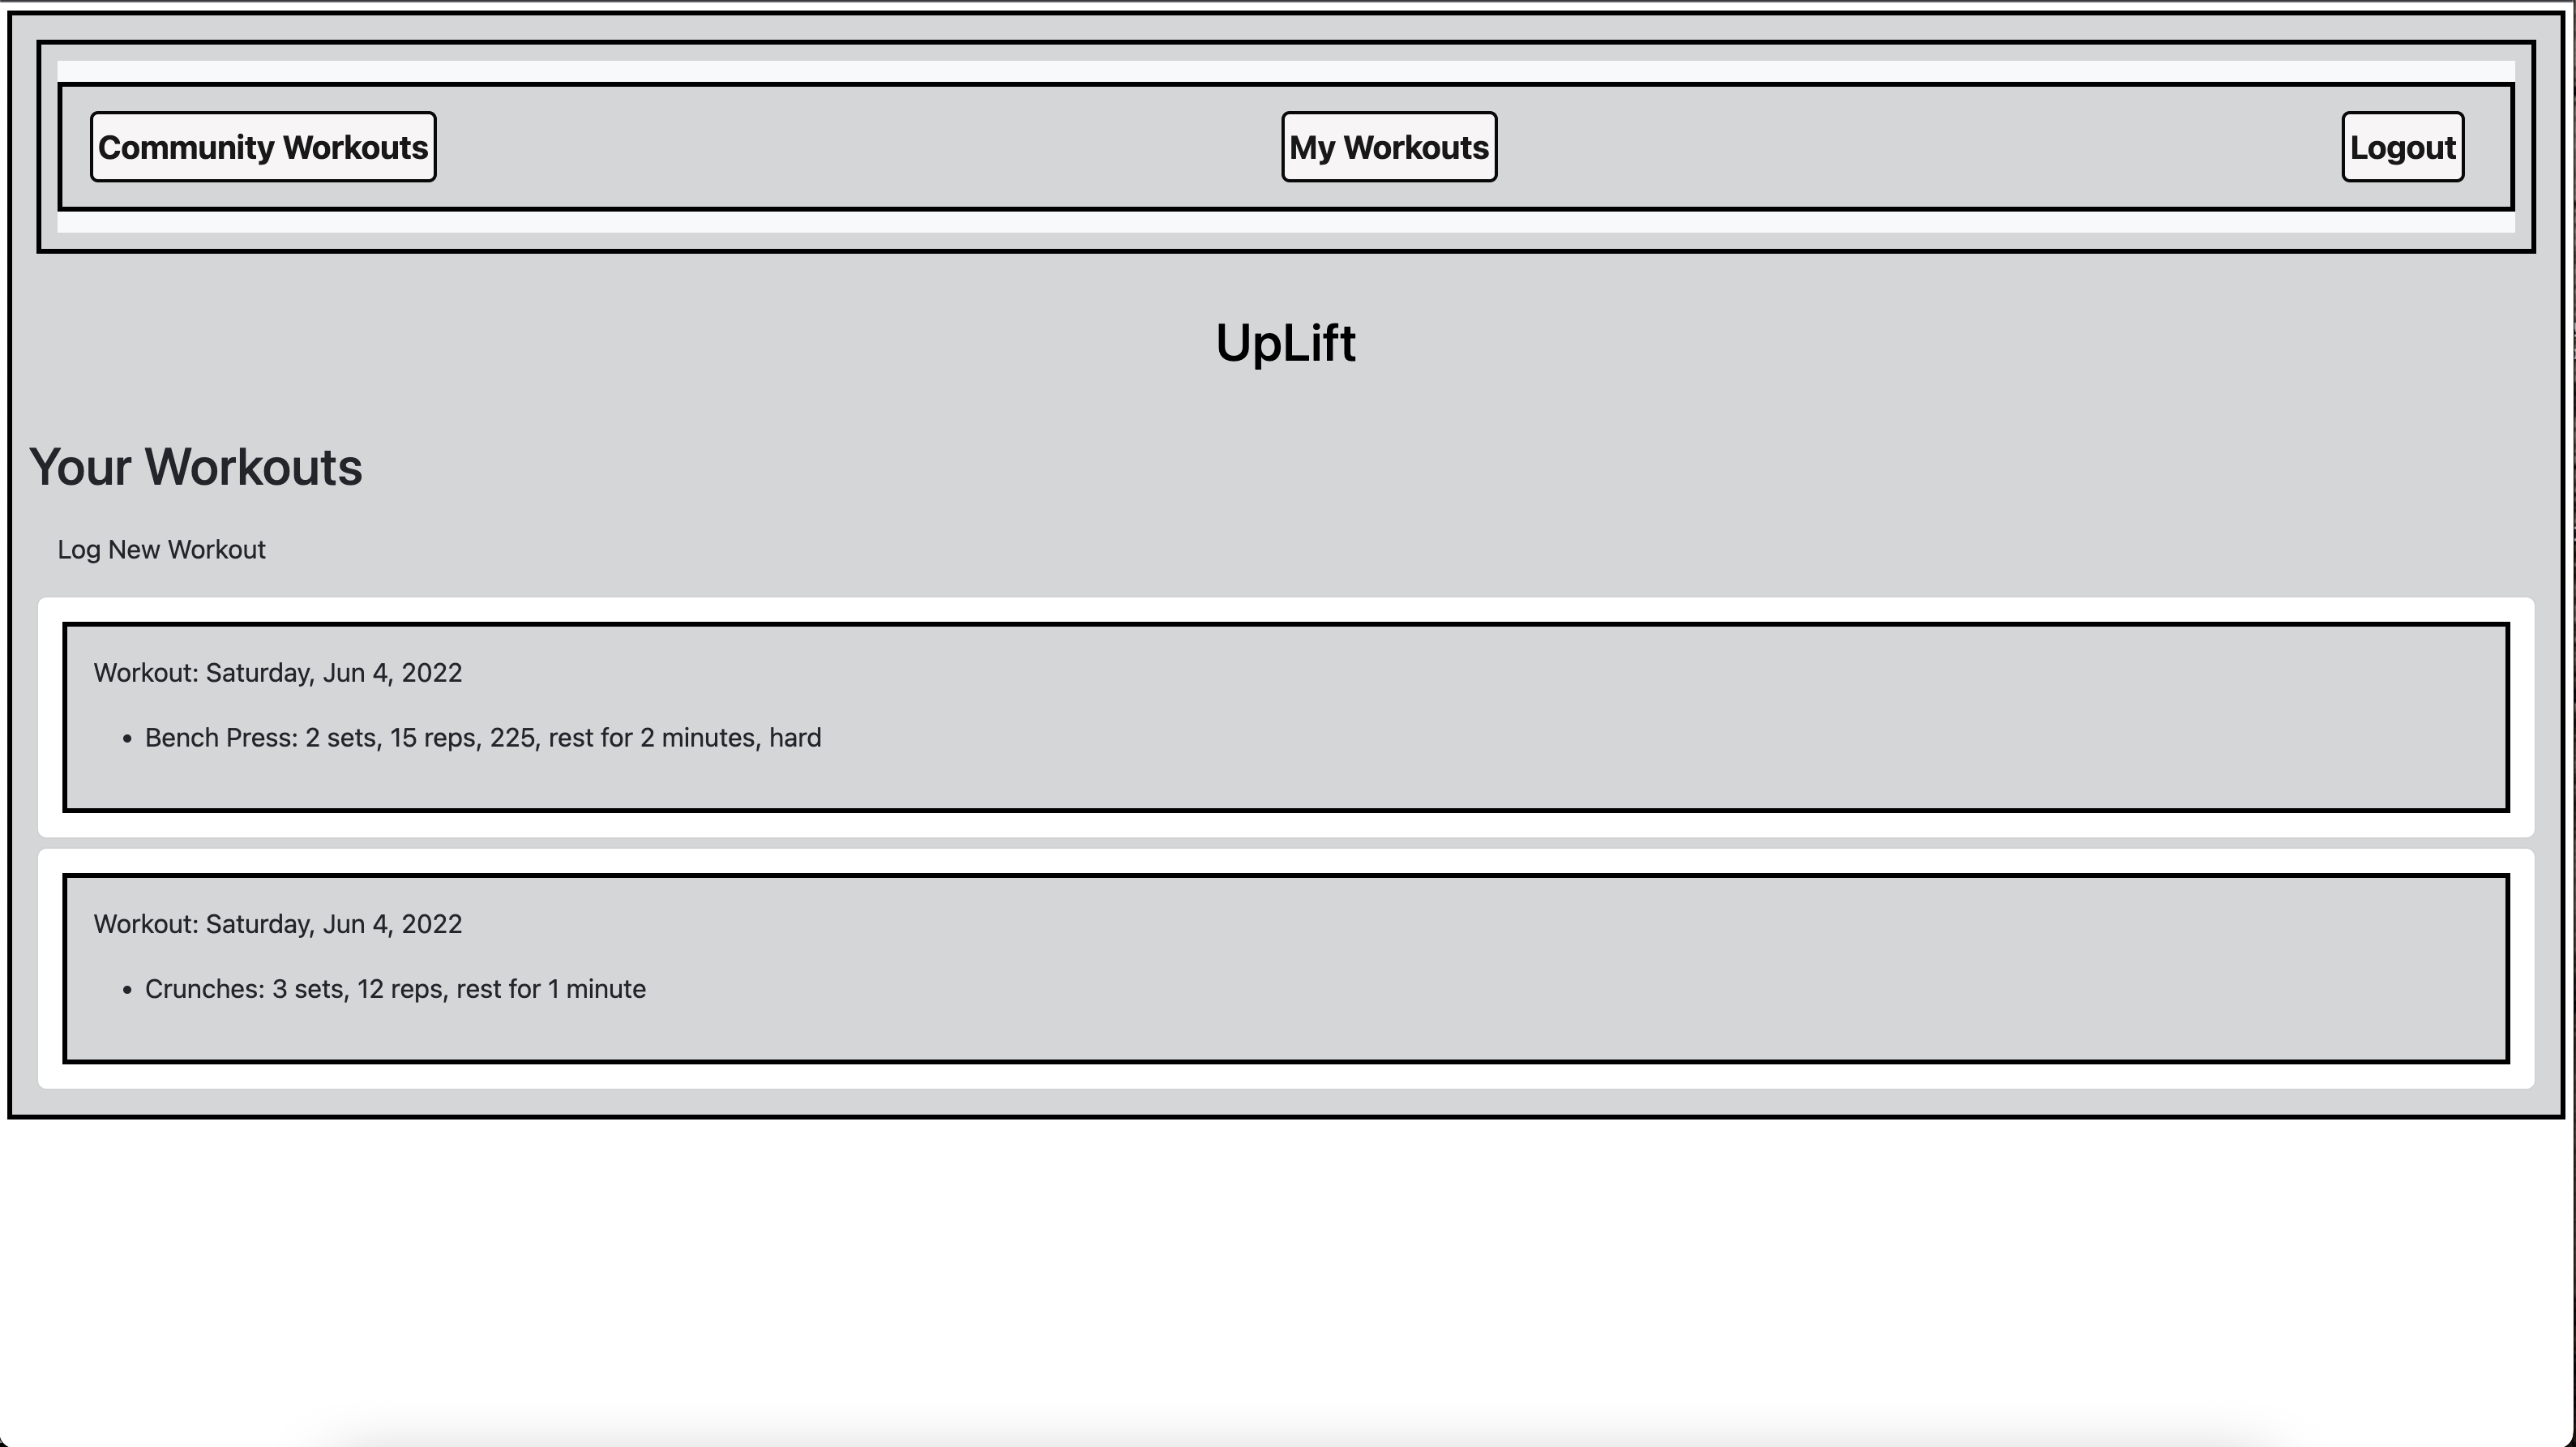 Community Workouts
My Workouts
Logout
UpLift
Your Workouts
Log New Workout
Workout: Saturday, Jun 4, 2022
• Bench Press: 2 sets, 15 reps, 225, rest for 2 minutes, hard
Workout: Saturday, Jun 4, 2022
• Crunches: 3 sets, 12 reps, rest for 1 minute